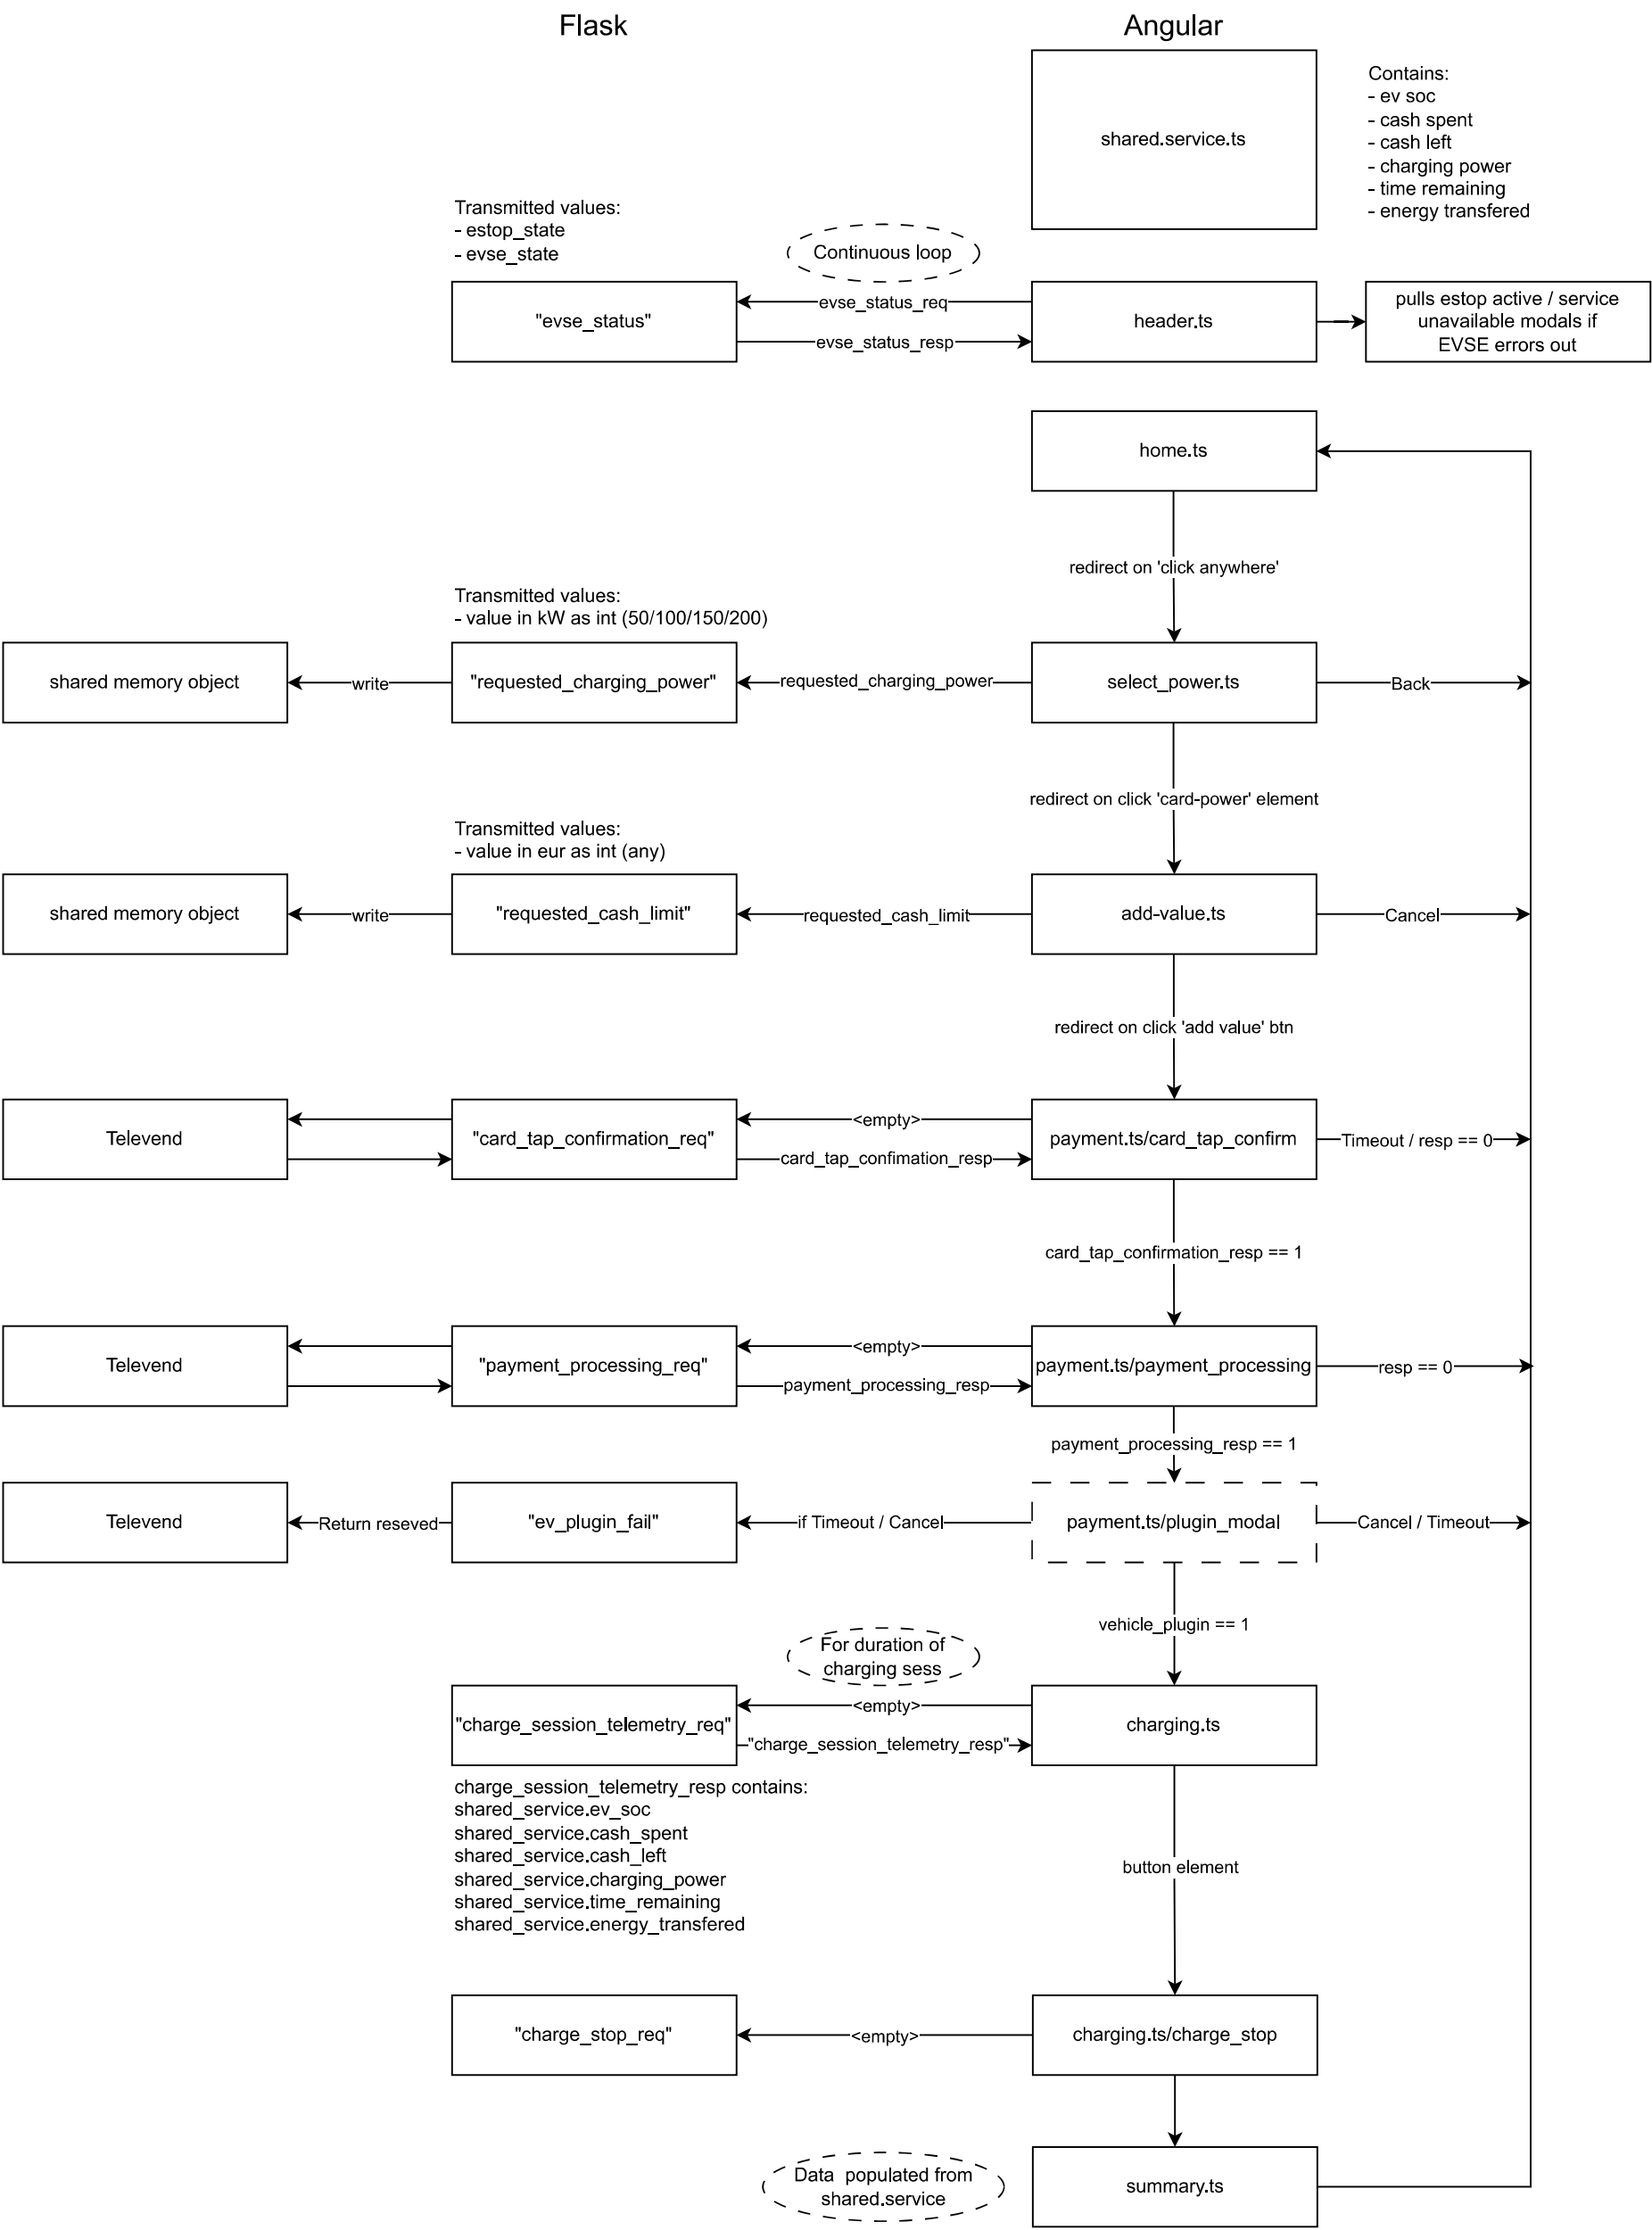 Flask
Angular
shared.service.ts
Contains:
- ev soc
- cash spent
- cash left
- charging power
- time remaining
- energy transfered
Transmitted values:
- estop_state
- evse_state
Continuous loop
"evse_status"
evse_status_req
evse_status_resp
header.ts
pulls estop active / service
unavailable modals if
EVSE errors out
home.ts
redirect on 'click anywhere'
Transmitted values:
- value in kW as int (50/100/150/200)
shared memory object
write
"requested_charging_power"
requested_charging_power
select_power.ts
Back
redirect on click 'card-power' element
Transmitted values:
- value in eur as int (any)
shared memory object
write
"requested_cash_limit"
requested_cash_limit
add-value.ts
Cancel
redirect on click 'add value' btn
Televend
"card_tap_confirmation_req"
<empty>
card_tap_confimation_resp
payment.ts/card_tap_confirm
Timeout / resp == 0
card_tap_confirmation_resp == 1
Televend
"payment_processing_req"
<empty>
payment_processing_resp
payment.ts/payment_processing
resp == 0
payment_processing_resp == 1
Televend
Return reseved
"ev_plugin_fail"
if Timeout / Cancel
payment.ts/plugin_modal
Cancel / Timeout
vehicle_plugin == 1
For duration of
charging sess
"charge_session_telemetry_req"
<empty>
"charge_session_telemetry_resp"
charging.ts
charge_session_telemetry_resp contains:
shared_service.ev_soc
shared_service.cash_spent
shared_service.cash_left
shared_service.charging_power
shared_service.time_remaining
shared_service.energy_transfered
button element
"charge_stop_req"
<empty>
charging.ts/charge_stop
Data  populated from
shared.service
summary.ts